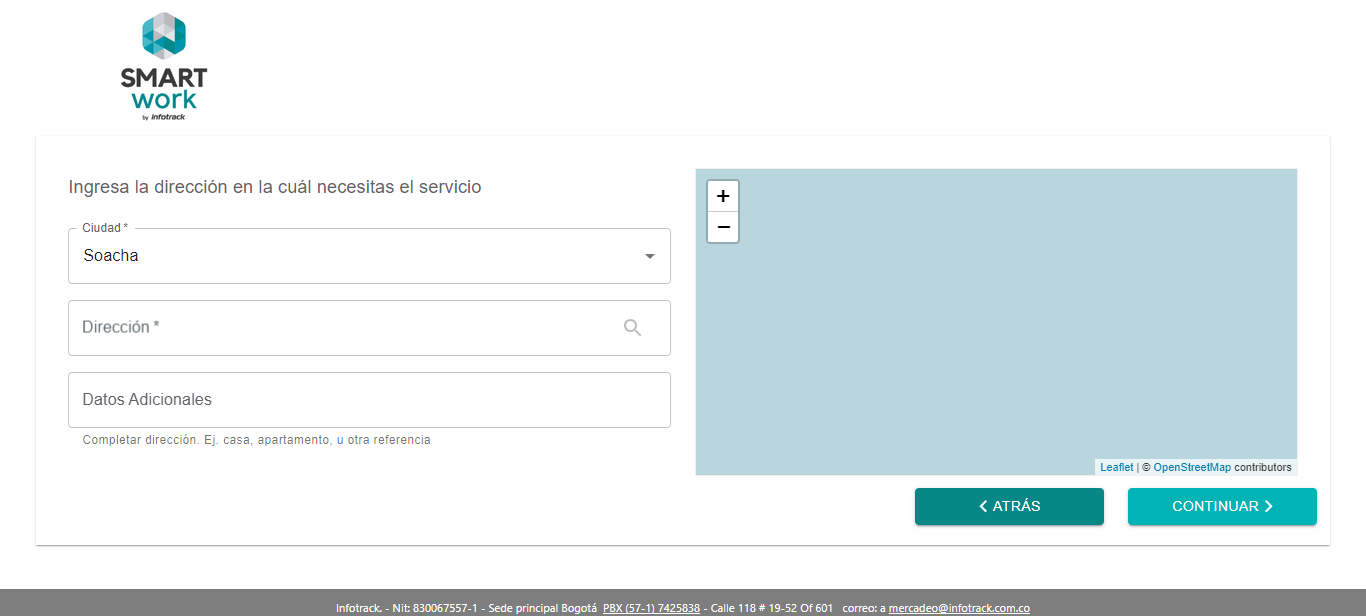 SMART
work
by infotrack
Ingresa la dirección en la cuál necesitas el servicio
Ciudad *
Soacha
Dirección *
Datos Adicionales
Completar dirección. Ej. casa, apartamento, u otra referencia
+
−
Leaflet | © OpenStreetMap contributors
ATRÁS
CONTINUAR
Infotrack. - Nit: 830067557-1 - Sede principal Bogotá PBX (57-1) 7425838 - Calle 118 # 19-52 Of 601 correo: a mercadeo@infotrack.com.co